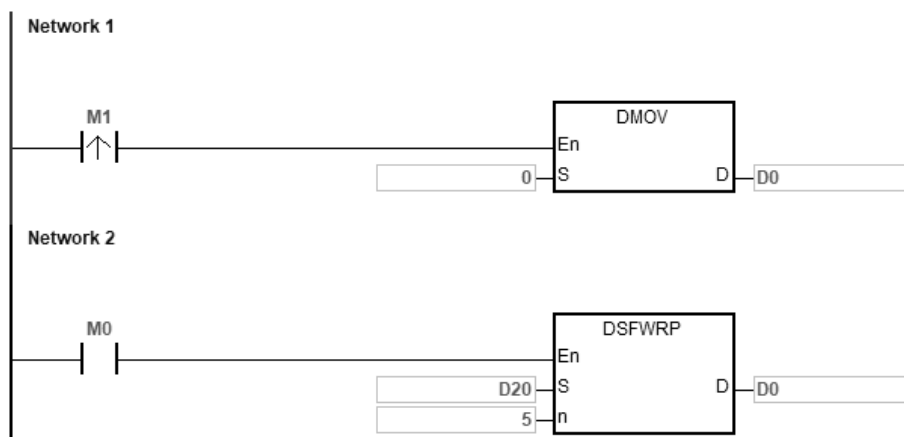 Network 1
M1
DMOV
En
0 S D D0
Network 2
M0
DSFWRP
En
D20 S D D0
5 n